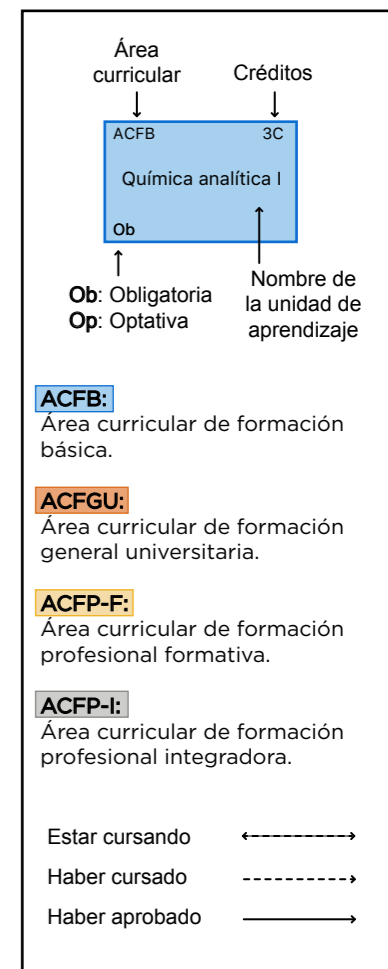 Área
curricular
Créditos
ACFB 3C
Química analítica I
Ob
Ob: Obligatoria
Op: Optativa
Nombre de
la unidad de
aprendizaje
ACFB:
Área curricular de formación
básica.
ACFGU:
Área curricular de formación
general universitaria.
ACFP-F:
Área curricular de formación
profesional formativa.
ACFP-I:
Área curricular de formación
profesional integradora.
Estar cursando
Haber cursado
Haber aprobado